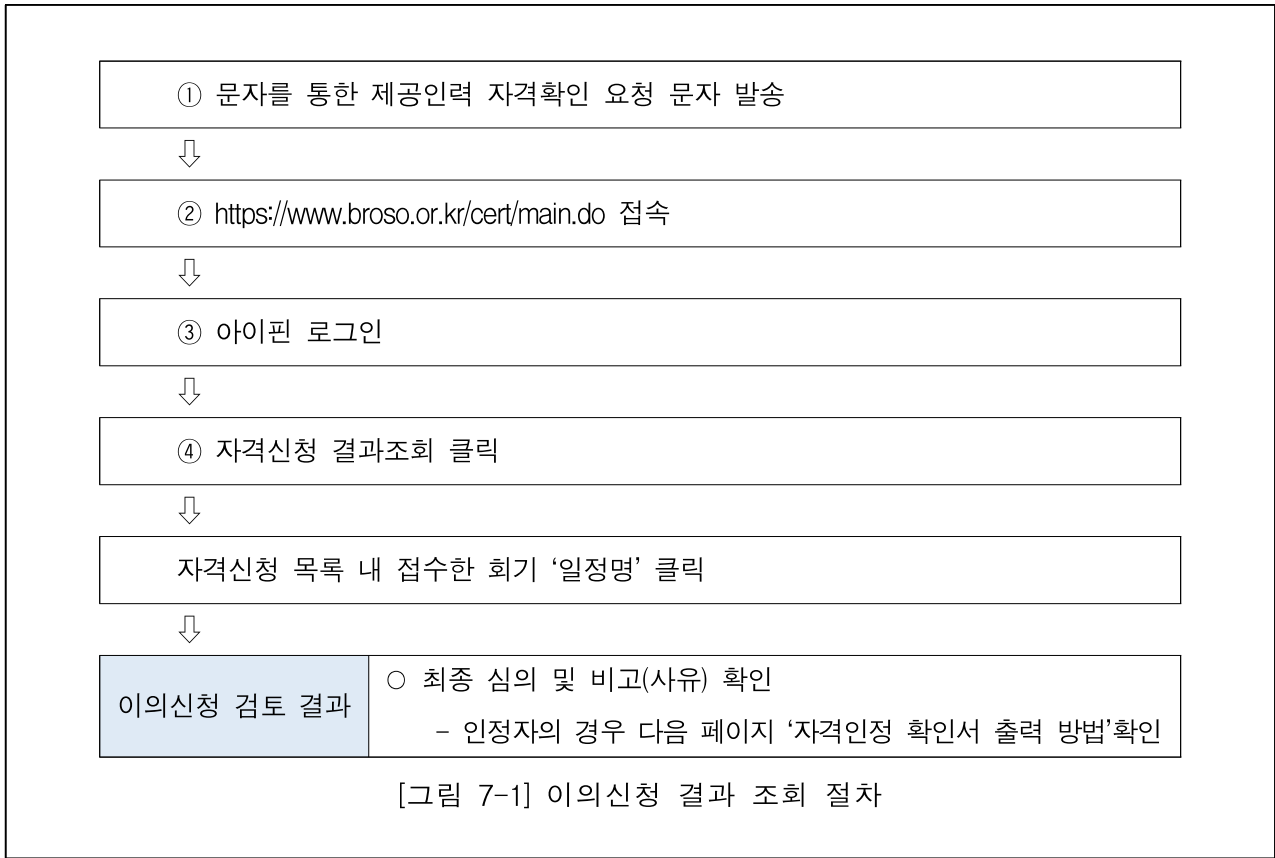 ① 문자를 통한 제공인력 자격확인 요청 문자 발송
⇩
② https://www.broso.or.kr/cert/main.do 접속
⇩
③ 아이핀 로그인
⇩
④ 자격신청 결과조회 클릭
⇩
자격신청 목록 내 접수한 회기 ‘일정명’ 클릭
⇩
이의신청 검토 결과
○ 최종 심의 및 비고(사유) 확인
- 인정자의 경우 다음 페이지 ‘자격인정 확인서 출력 방법’확인
[그림 7-1] 이의신청 결과 조회 절차